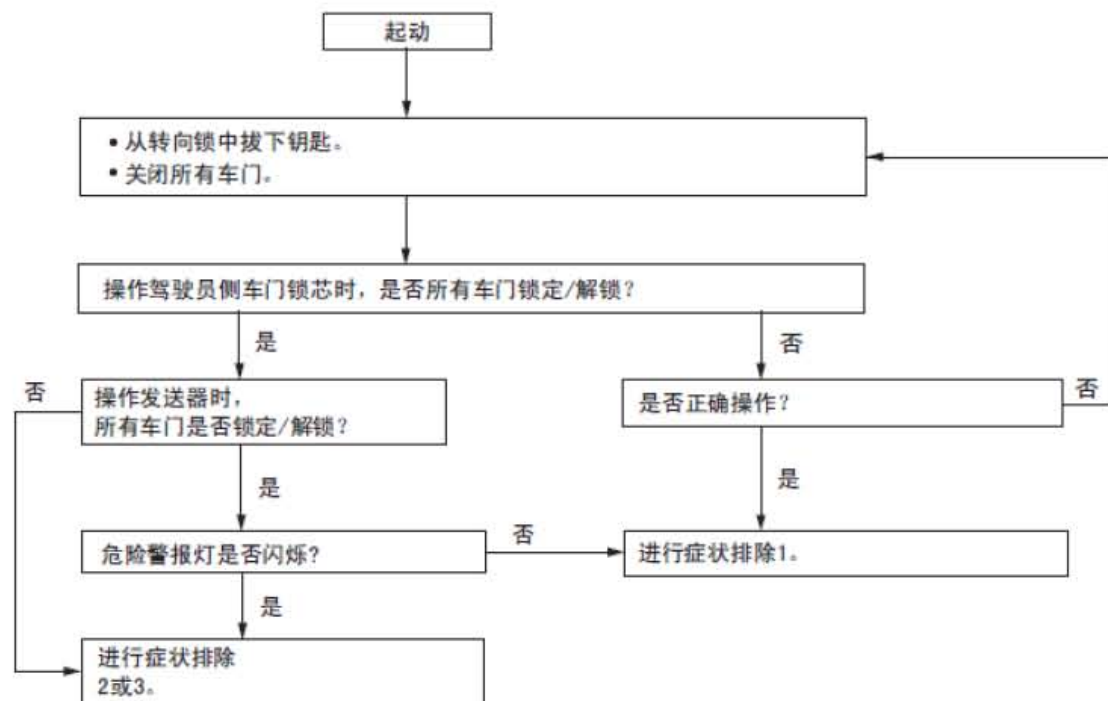 起动
• 从转向锁中拔下钥匙。
• 关闭所有车门。
操作驾驶员侧车门锁芯时，是否所有车门锁定/解锁？
是
否
否
操作发送器时，
所有车门是否锁定/解锁？
是否正确操作？
否
是
是
危险警报灯是否闪烁?
否
进行症状排除1。
是
进行症状排除
2或3。